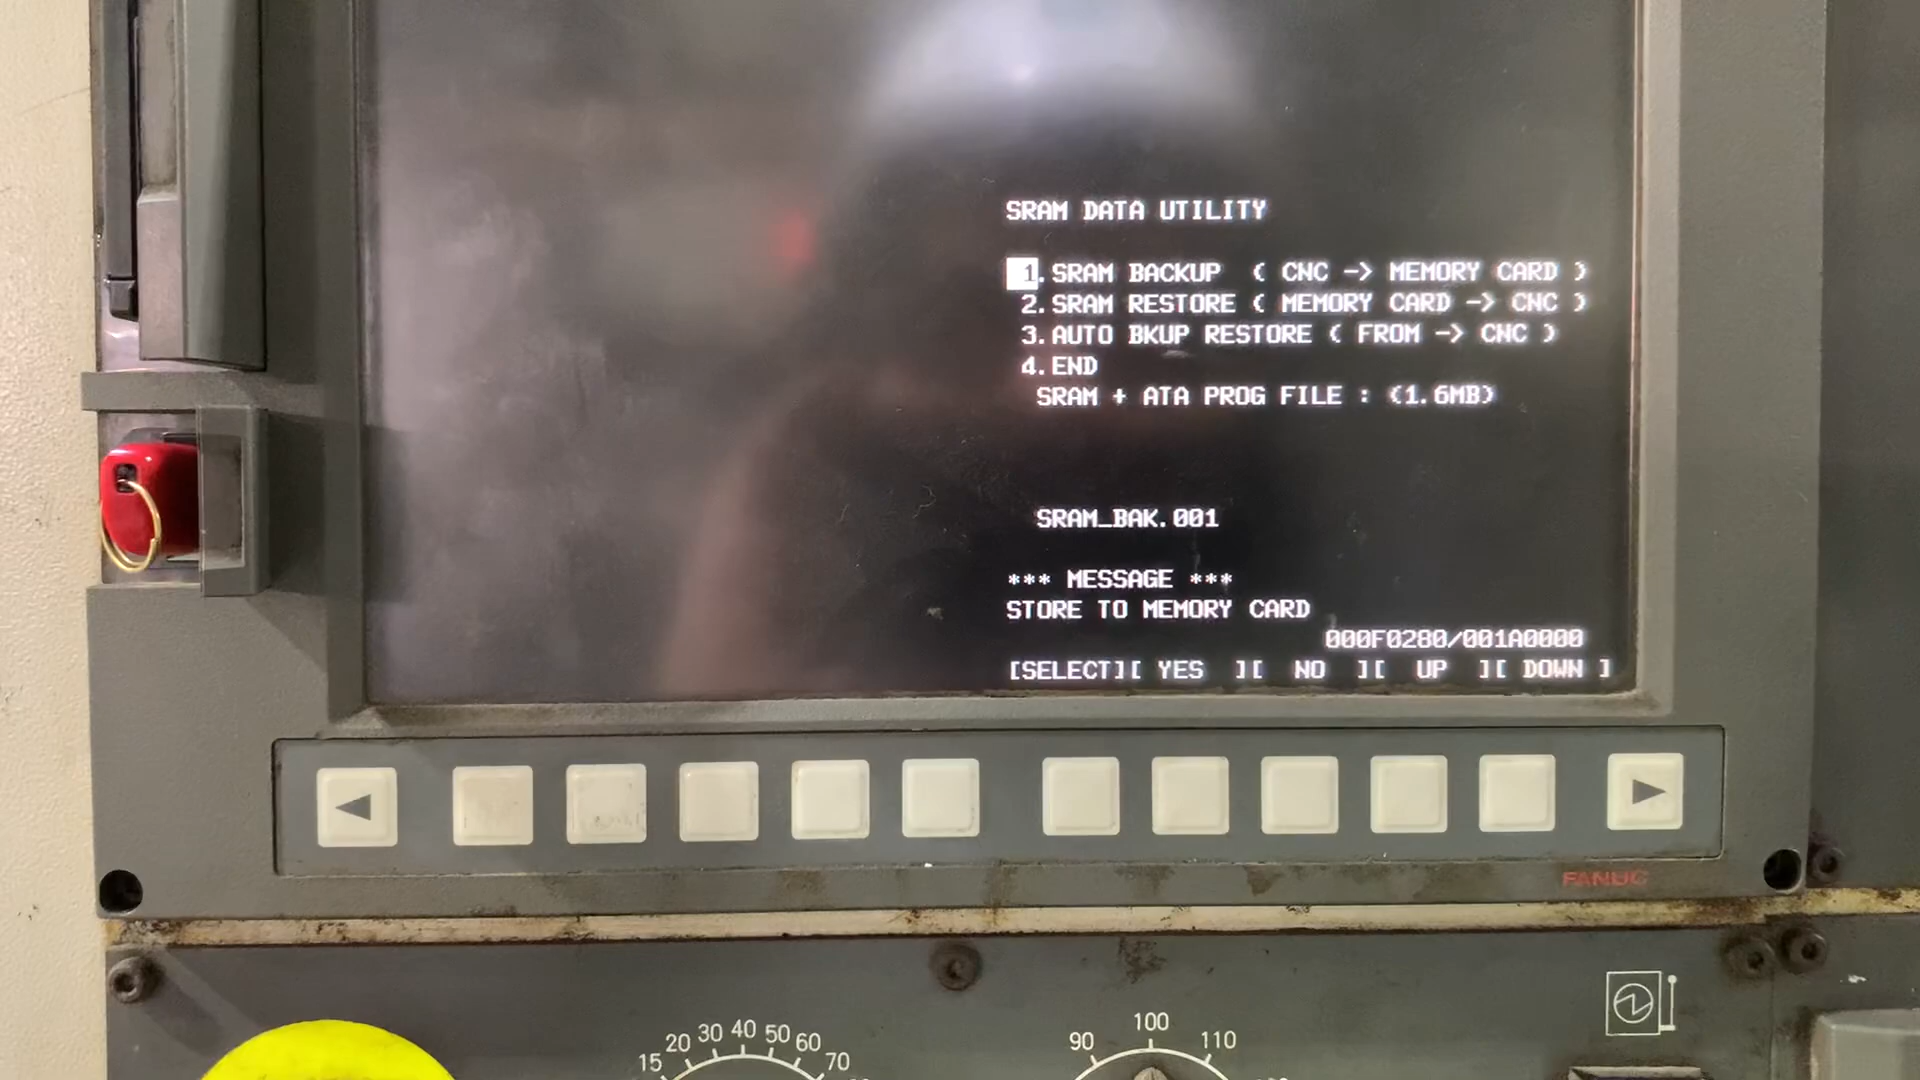 SRAM DATA UTILITY
1.SRAM BACKUP ( CNC -> MEMORY CARD )
2.SRAM RESTORE ( MEMORY CARD -> CNC )
3.AUTO BKUP RESTORE ( FROM -> CNC )
4.END
SRAM + ATA PROG FILE : (1.6MB)
SRAM_BAK.001
*** MESSAGE ***
STORE TO MEMORY CARD
000F0280/001A0000
[SELECT][ YES ][ NO ][ UP ][ DOWN ]
FANUC
15 20 30 40 50 60 70
90 100 110